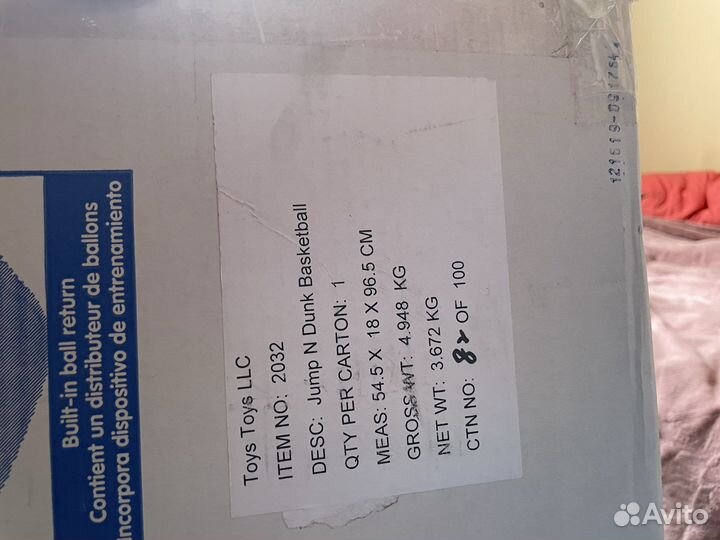 Built-in ball return
Contient un distributeur de ballons
Incorpora dispositivo de entrenamiento
Toys Toys LLC
ITEM NO: 2032
DESC: Jump N Dunk Basketball
QTY PER CARTON: 1
MEAS: 54.5 X 18 X 96.5 CM
GROSS WT: 4.948 KG
NET WT: 3.672 KG
CTN NO: 82 OF 100
Avito